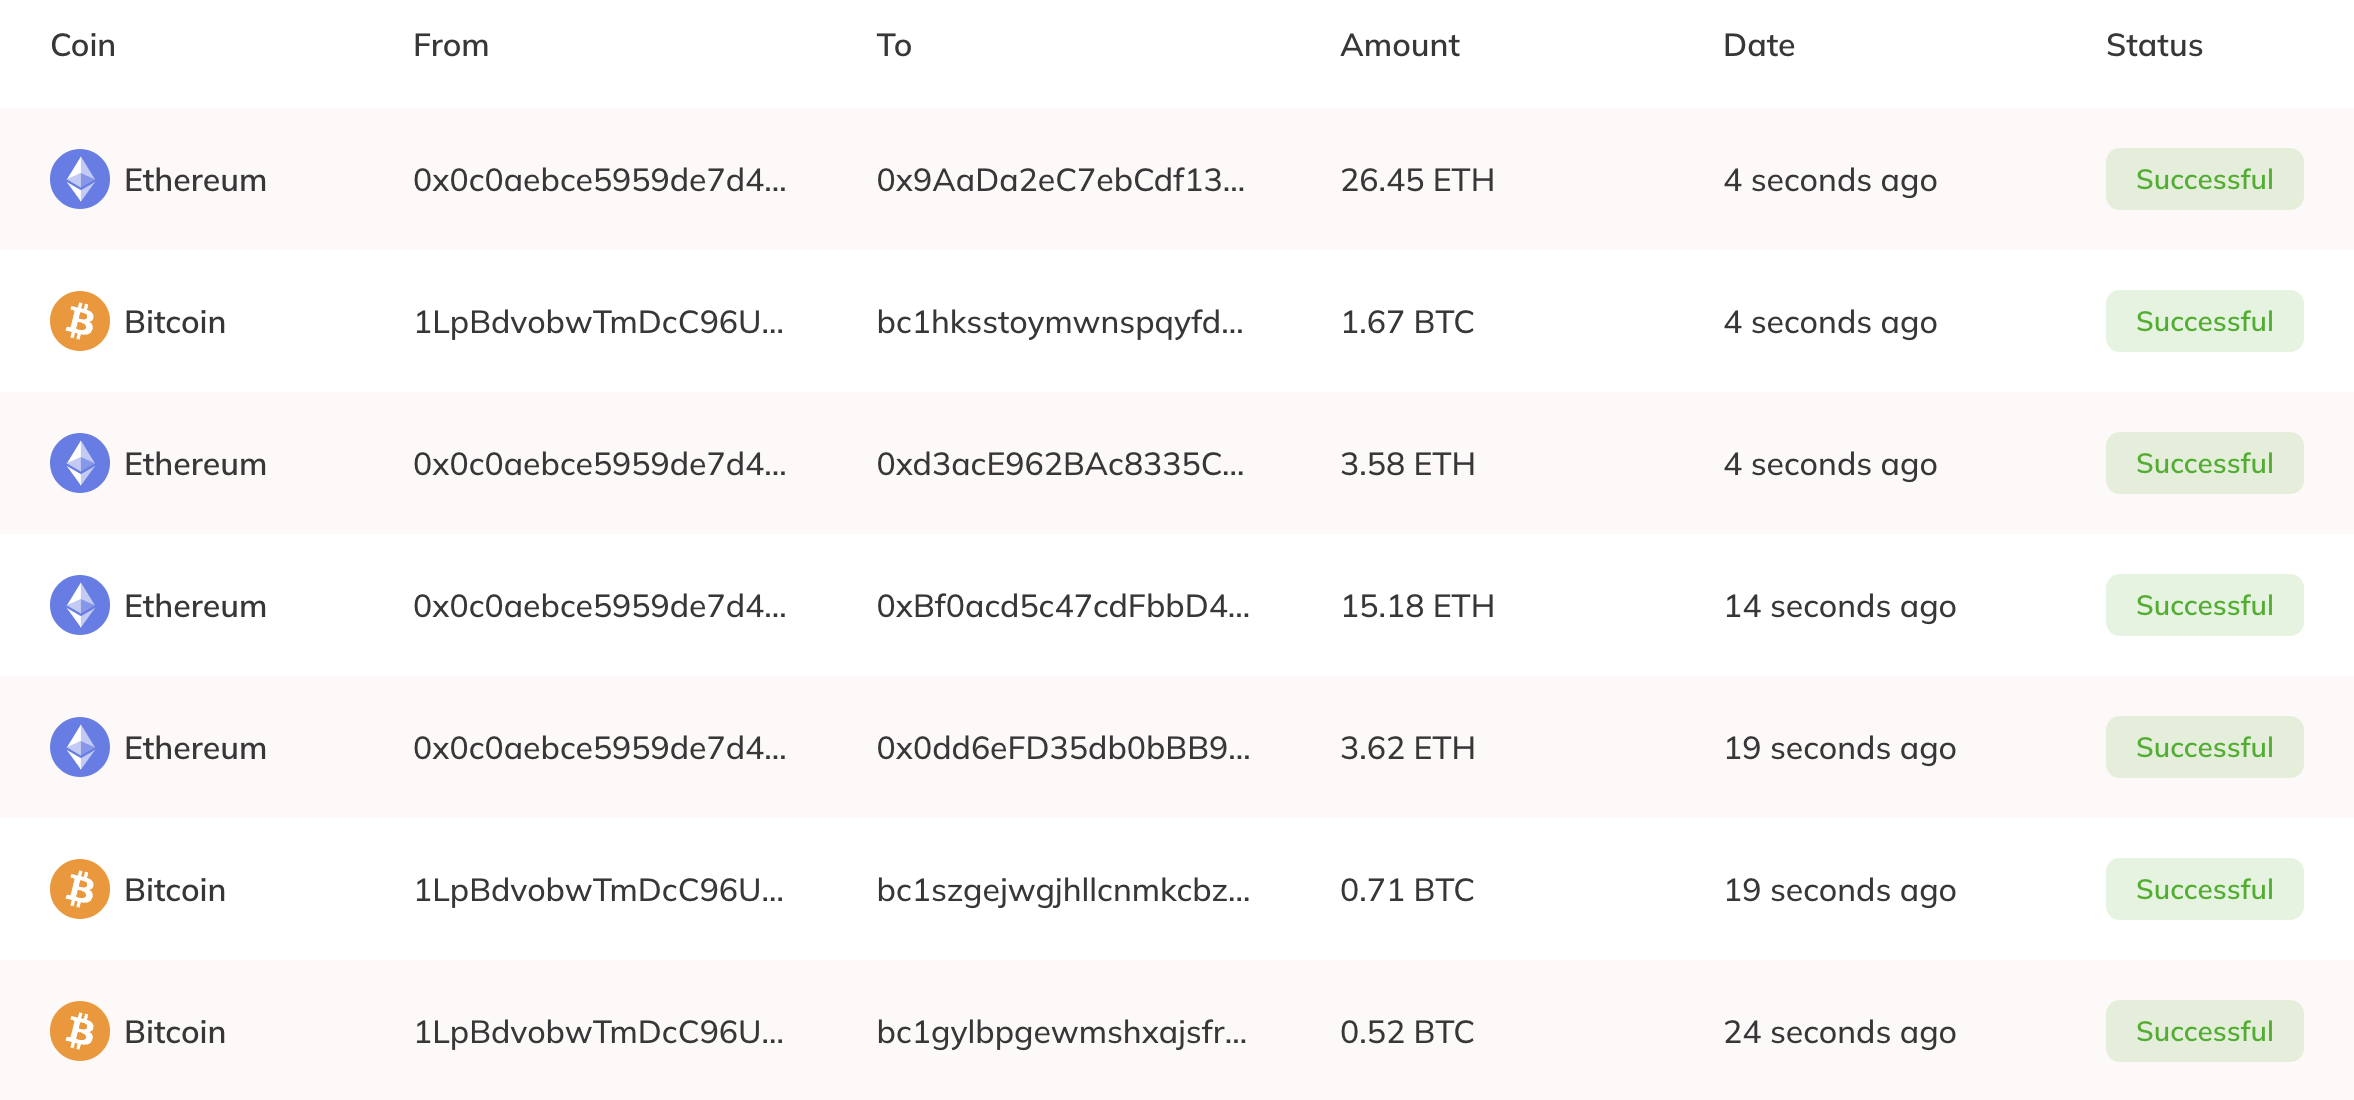 Coin From To Amount Date Status
Ethereum 0x0c0aebce5959de7d4... 0x9AaDa2eC7ebCdf13... 26.45 ETH 4 seconds ago Successful
Bitcoin 1LpBdvobwTmDcC96U... bc1hksstoymwnspqyfd... 1.67 BTC 4 seconds ago Successful
Ethereum 0x0c0aebce5959de7d4... 0xd3acE962BAc8335C... 3.58 ETH 4 seconds ago Successful
Ethereum 0x0c0aebce5959de7d4... 0xBf0acd5c47cdFbbD4... 15.18 ETH 14 seconds ago Successful
Ethereum 0x0c0aebce5959de7d4... 0x0dd6eFD35db0bBB9... 3.62 ETH 19 seconds ago Successful
Bitcoin 1LpBdvobwTmDcC96U... bc1szgejwgjhllcnmkcbz... 0.71 BTC 19 seconds ago Successful
Bitcoin 1LpBdvobwTmDcC96U... bc1gylbpgewmshxqjsfr... 0.52 BTC 24 seconds ago Successful